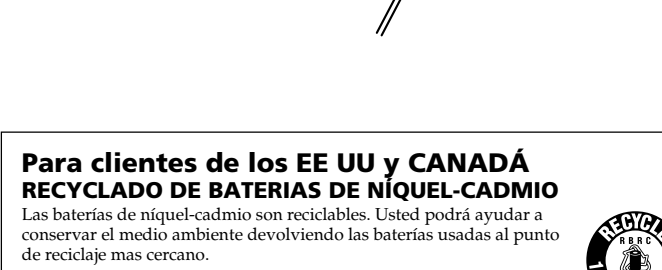 Para clientes de los EE UU y CANADÁ
RECYCLADO DE BATERIAS DE NÍQUEL-CADMIO
Las baterías de níquel-cadmio son reciclables. Usted podrá ayudar a
conservar el medio ambiente devolviendo las baterías usadas al punto
de reciclaje mas cercano.
RBRC